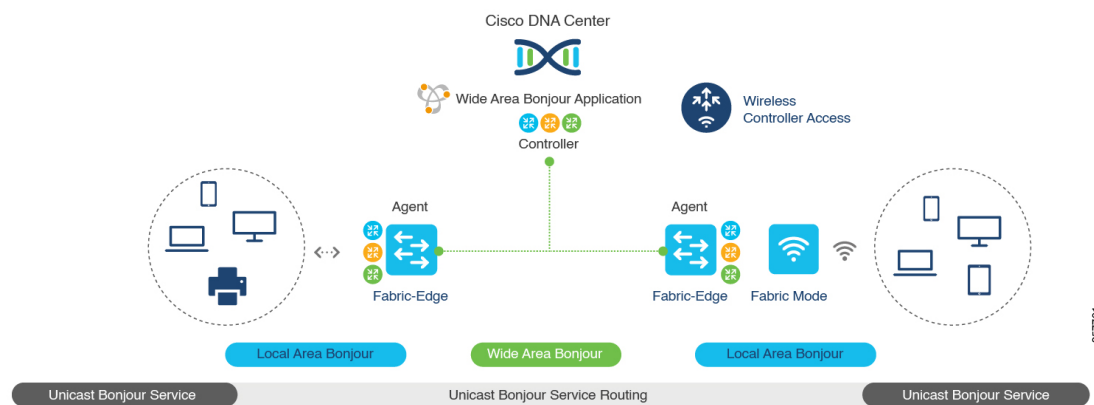 Cisco DNA Center
Wide Area Bonjour Application
Controller
Wireless
Controller Access
Agent
Agent
Fabric-Edge
Fabric-Edge
Fabric Mode
Local Area Bonjour
Wide Area Bonjour
Local Area Bonjour
Unicast Bonjour Service
Unicast Bonjour Service Routing
Unicast Bonjour Service